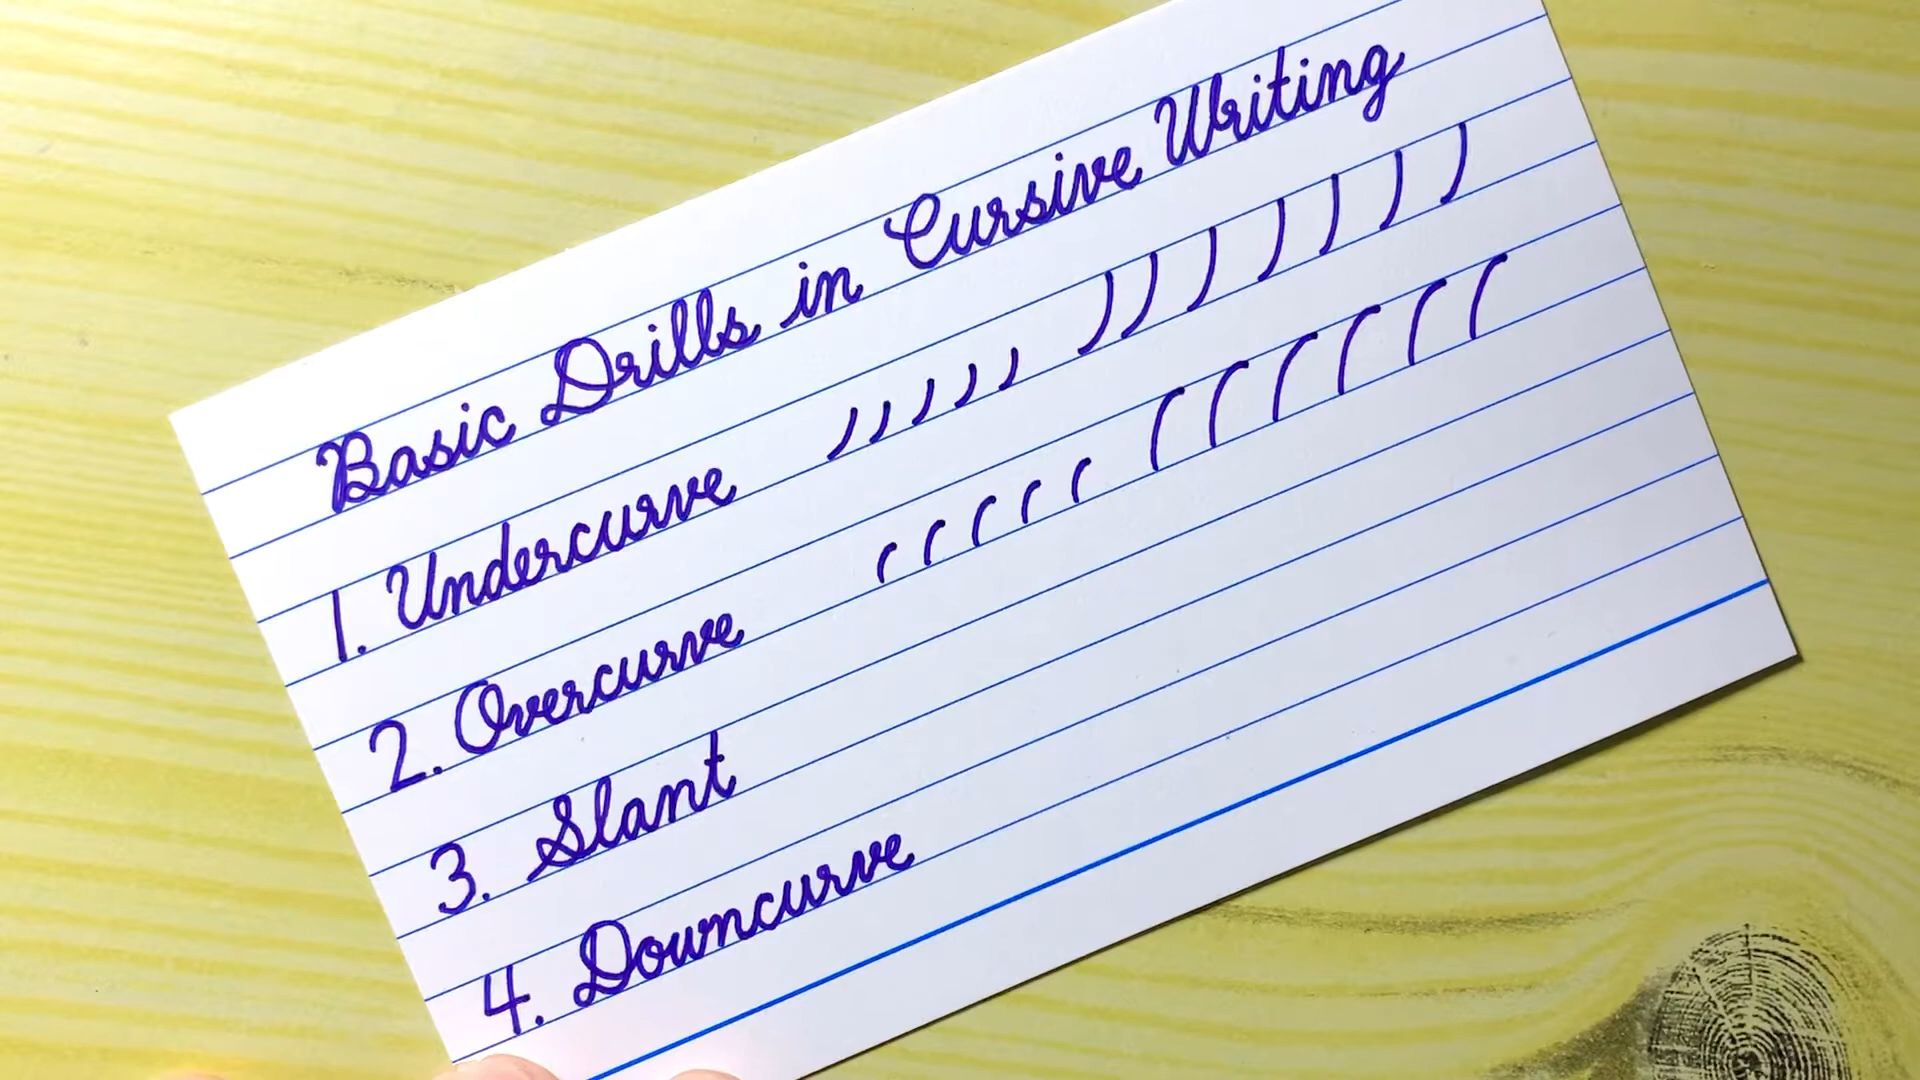 Basic Drills in Cursive Writing
1. Undercurve
2. Overcurve
3. Slant
4. Downcurve